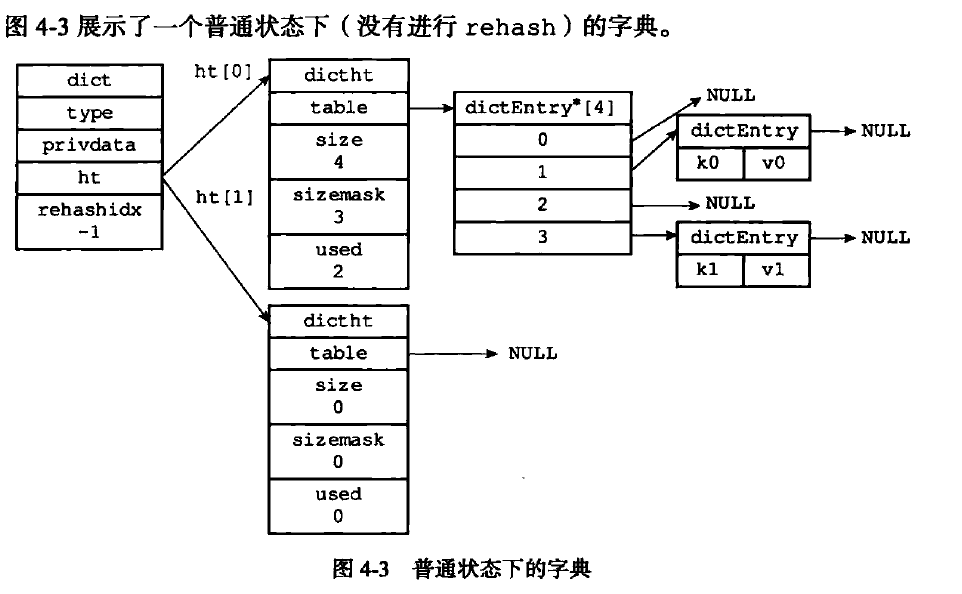 图 4-3 展示了一个普通状态下（没有进行 rehash）的字典。
dict
type
privdata
ht
rehashidx
-1
ht[0]
ht[1]
dictht
table
size
4
sizemask
3
used
2
dictEntry*[4]
0
1
2
3
NULL
dictEntry
k0 v0
NULL
NULL
dictEntry
k1 v1
NULL
dictht
table
NULL
size
0
sizemask
0
used
0
图 4-3 普通状态下的字典